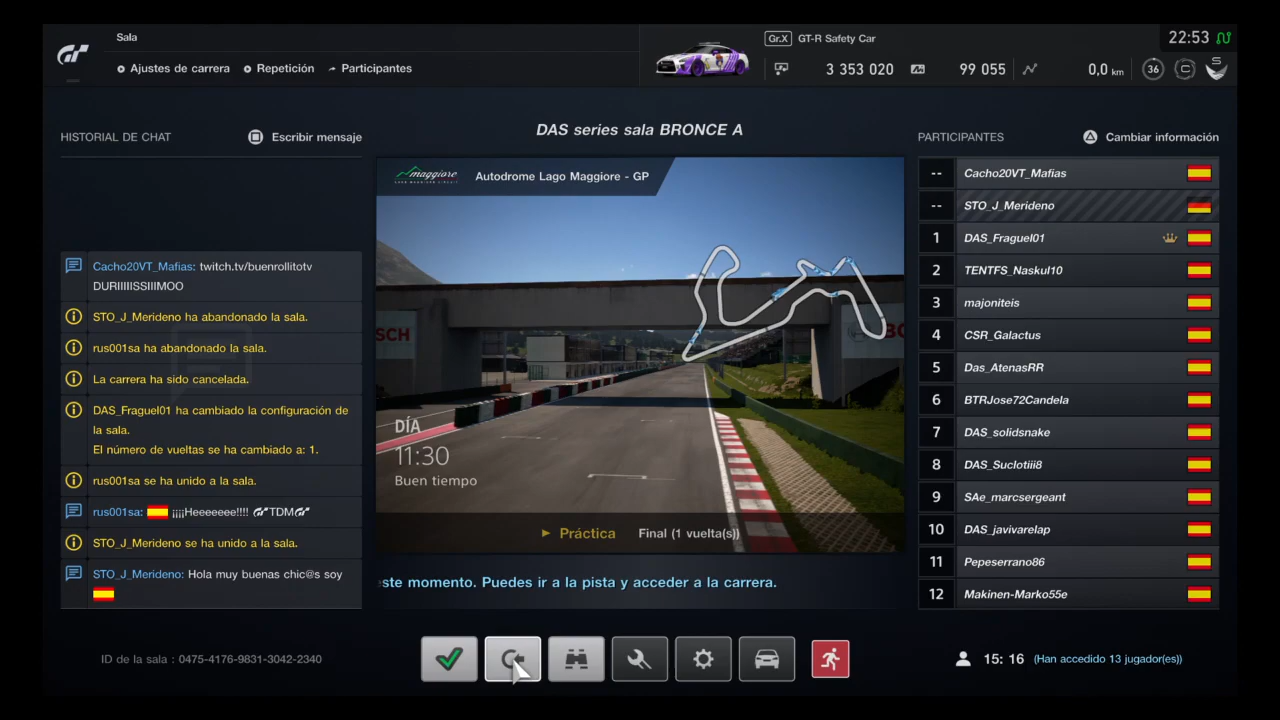 Sala
Ajustes de carrera
Repetición
Participantes
Gr.X
GT-R Safety Car
3 353 020
99 055
0,0 km
36
S
22:53
HISTORIAL DE CHAT
Escribir mensaje
Cacho20VT_Mafias: twitch.tv/buenrollitotv
DURIIIIISSIIIMOO
STO_J_Merideno ha abandonado la sala.
rus001sa ha abandonado la sala.
La carrera ha sido cancelada.
DAS_Fraguel01 ha cambiado la configuración de
la sala.
El número de vueltas se ha cambiado a: 1.
rus001sa se ha unido a la sala.
rus001sa: ¡¡¡¡Heeeeeee!!!! TDM
STO_J_Merideno se ha unido a la sala.
STO_J_Merideno: Hola muy buenas chic@s soy
DAS series sala BRONCE A
maggiore
Autodrome Lago Maggiore - GP
SCH
BO
DÍA
11:30
Buen tiempo
Práctica
Final (1 vuelta(s))
este momento. Puedes ir a la pista y acceder a la carrera.
PARTICIPANTES
Cambiar información
-- Cacho20VT_Mafias
-- STO_J_Merideno
1 DAS_Fraguel01
2 TENTFS_Naskul10
3 majoniteis
4 CSR_Galactus
5 Das_AtenasRR
6 BTRJose72Candela
7 DAS_solidsnake
8 DAS_Suclotiii8
9 SAe_marcsergeant
10 DAS_javivarelap
11 Pepeserrano86
12 Makinen-Marko55e
ID de la sala : 0475-4176-9831-3042-2340
15: 16 (Han accedido 13 jugador(es))